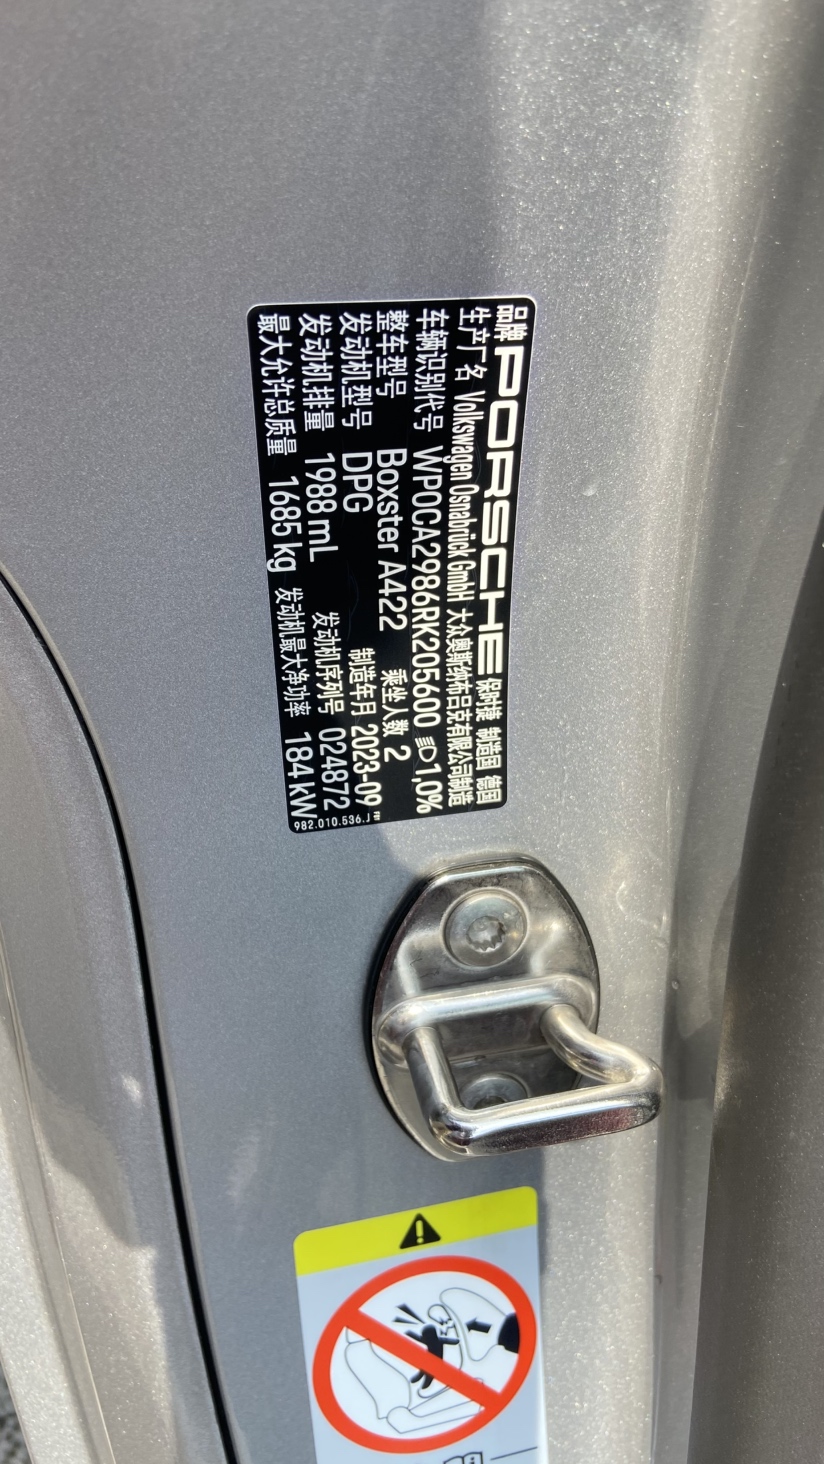 品牌 PORSCHE 保时捷 制造国 德国
生产厂名 Volkswagen Osnabrück GmbH 大众奥斯纳布吕克有限公司制造
车辆识别代号 WP0CA2986RK205600 1,0%
整车型号 Boxster A422 乘坐人数 2
发动机型号 DPG 制造年月 2023-09
发动机排量 1988 mL 发动机序列号 024872
最大允许总质量 1685 kg 发动机最大净功率 184 kW
982.010.536.J